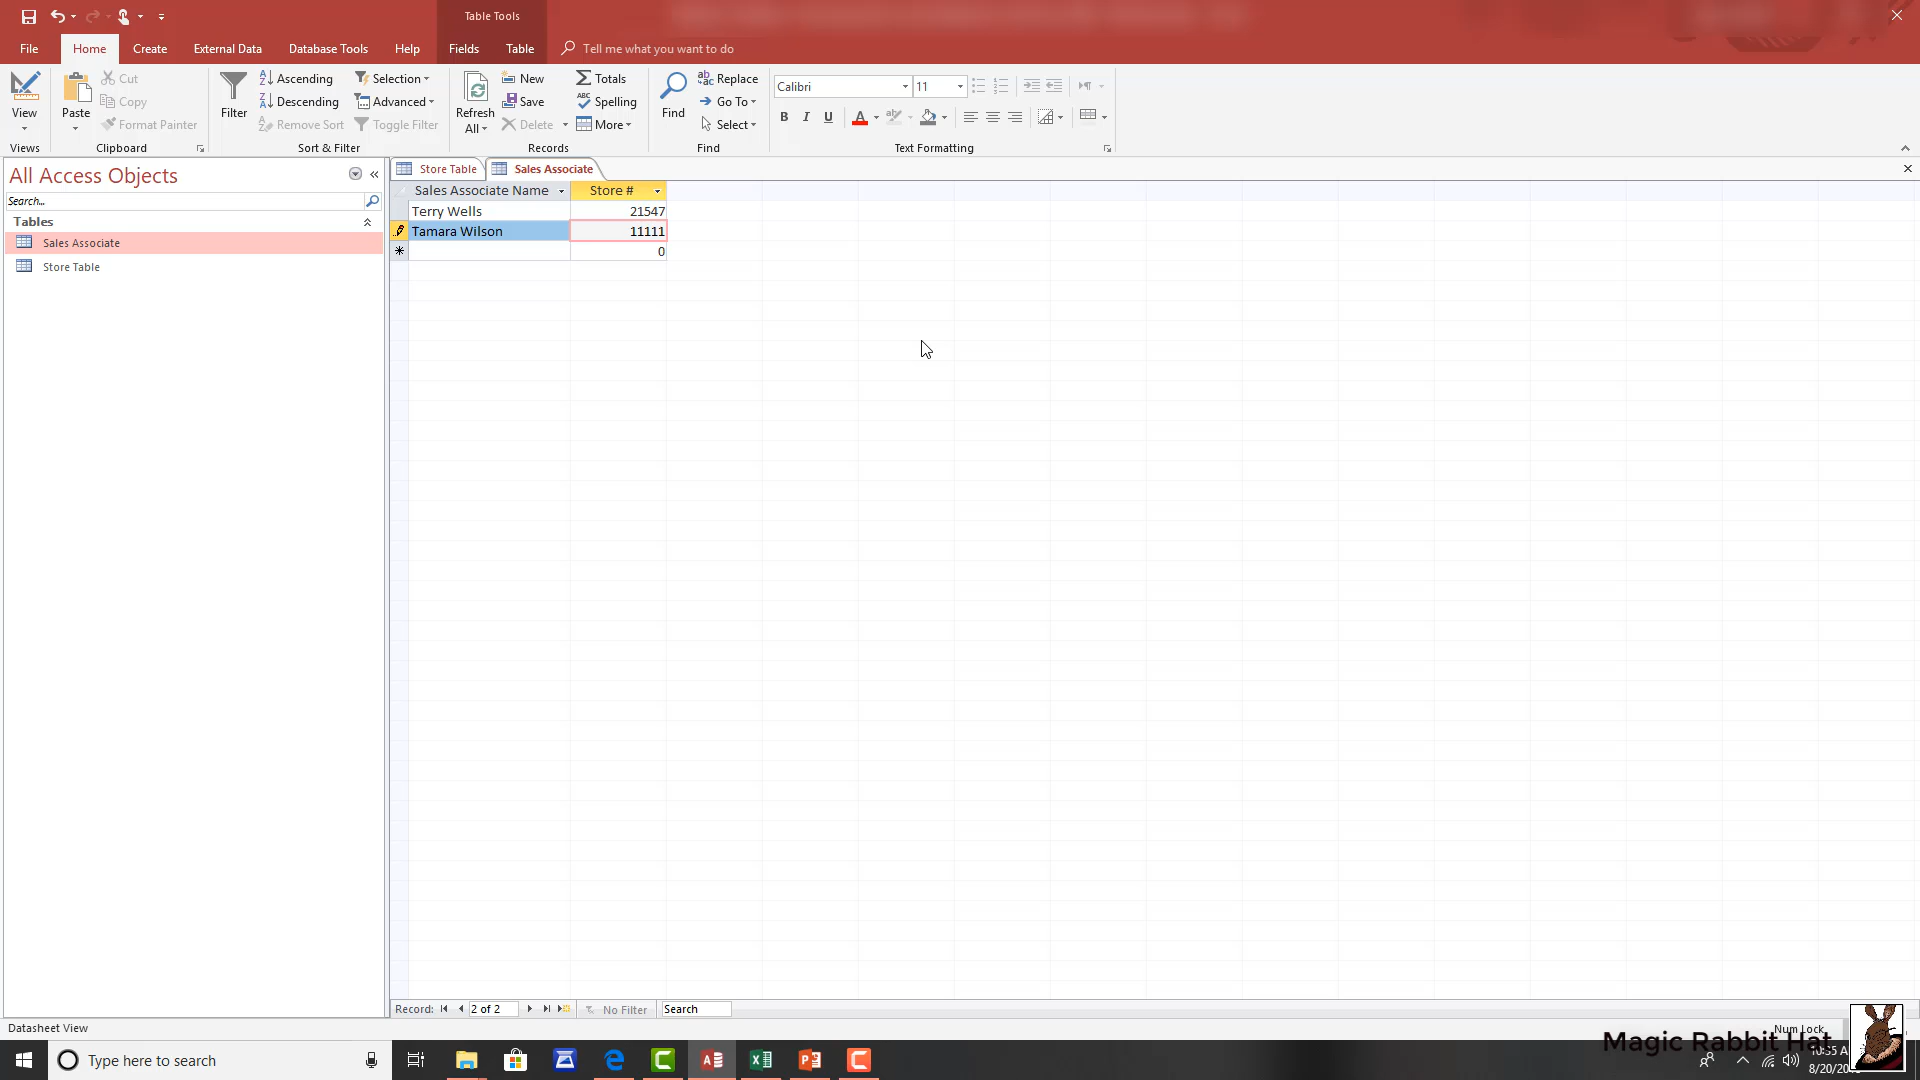 Table Tools
File Home Create External Data Database Tools Help Fields Table Tell me what you want to do
View
Views
Paste
Cut
Copy
Format Painter
Clipboard
Filter
Ascending
Descending
Remove Sort
Selection
Advanced
Toggle Filter
Sort & Filter
Refresh
All
New
Save
Delete
Totals
Spelling
More
Records
Find
Replace
Go To
Select
Find
Calibri 11
B I U A
Text Formatting
All Access Objects
Search...
Tables
Sales Associate
Store Table
Store Table Sales Associate
Sales Associate Name Store #
Terry Wells 21547
Tamara Wilson 11111
0
Record: 2 of 2 No Filter Search
Datasheet View
Num Lock
Magic Rabbit Hat
Type here to search